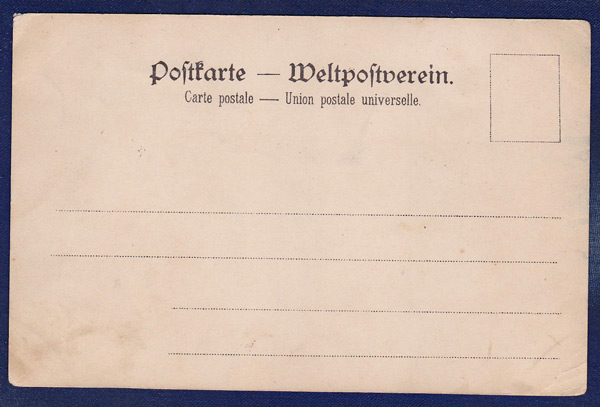 Poſtkarte — Weltpoſtverein.
Carte postale — Union postale universelle.